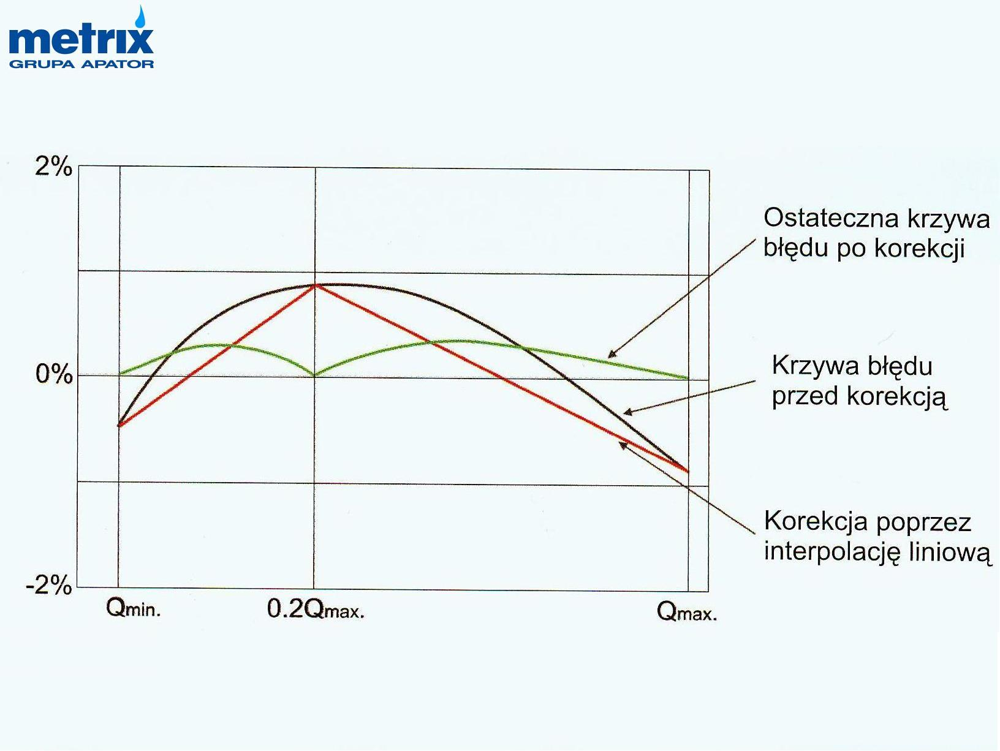 metrix
GRUPA APATOR
2%
0%
-2%
Qmin.
0.2Qmax.
Qmax.
Ostateczna krzywa
błędu po korekcji
Krzywa błędu
przed korekcją
Korekcja poprzez
interpolację liniową